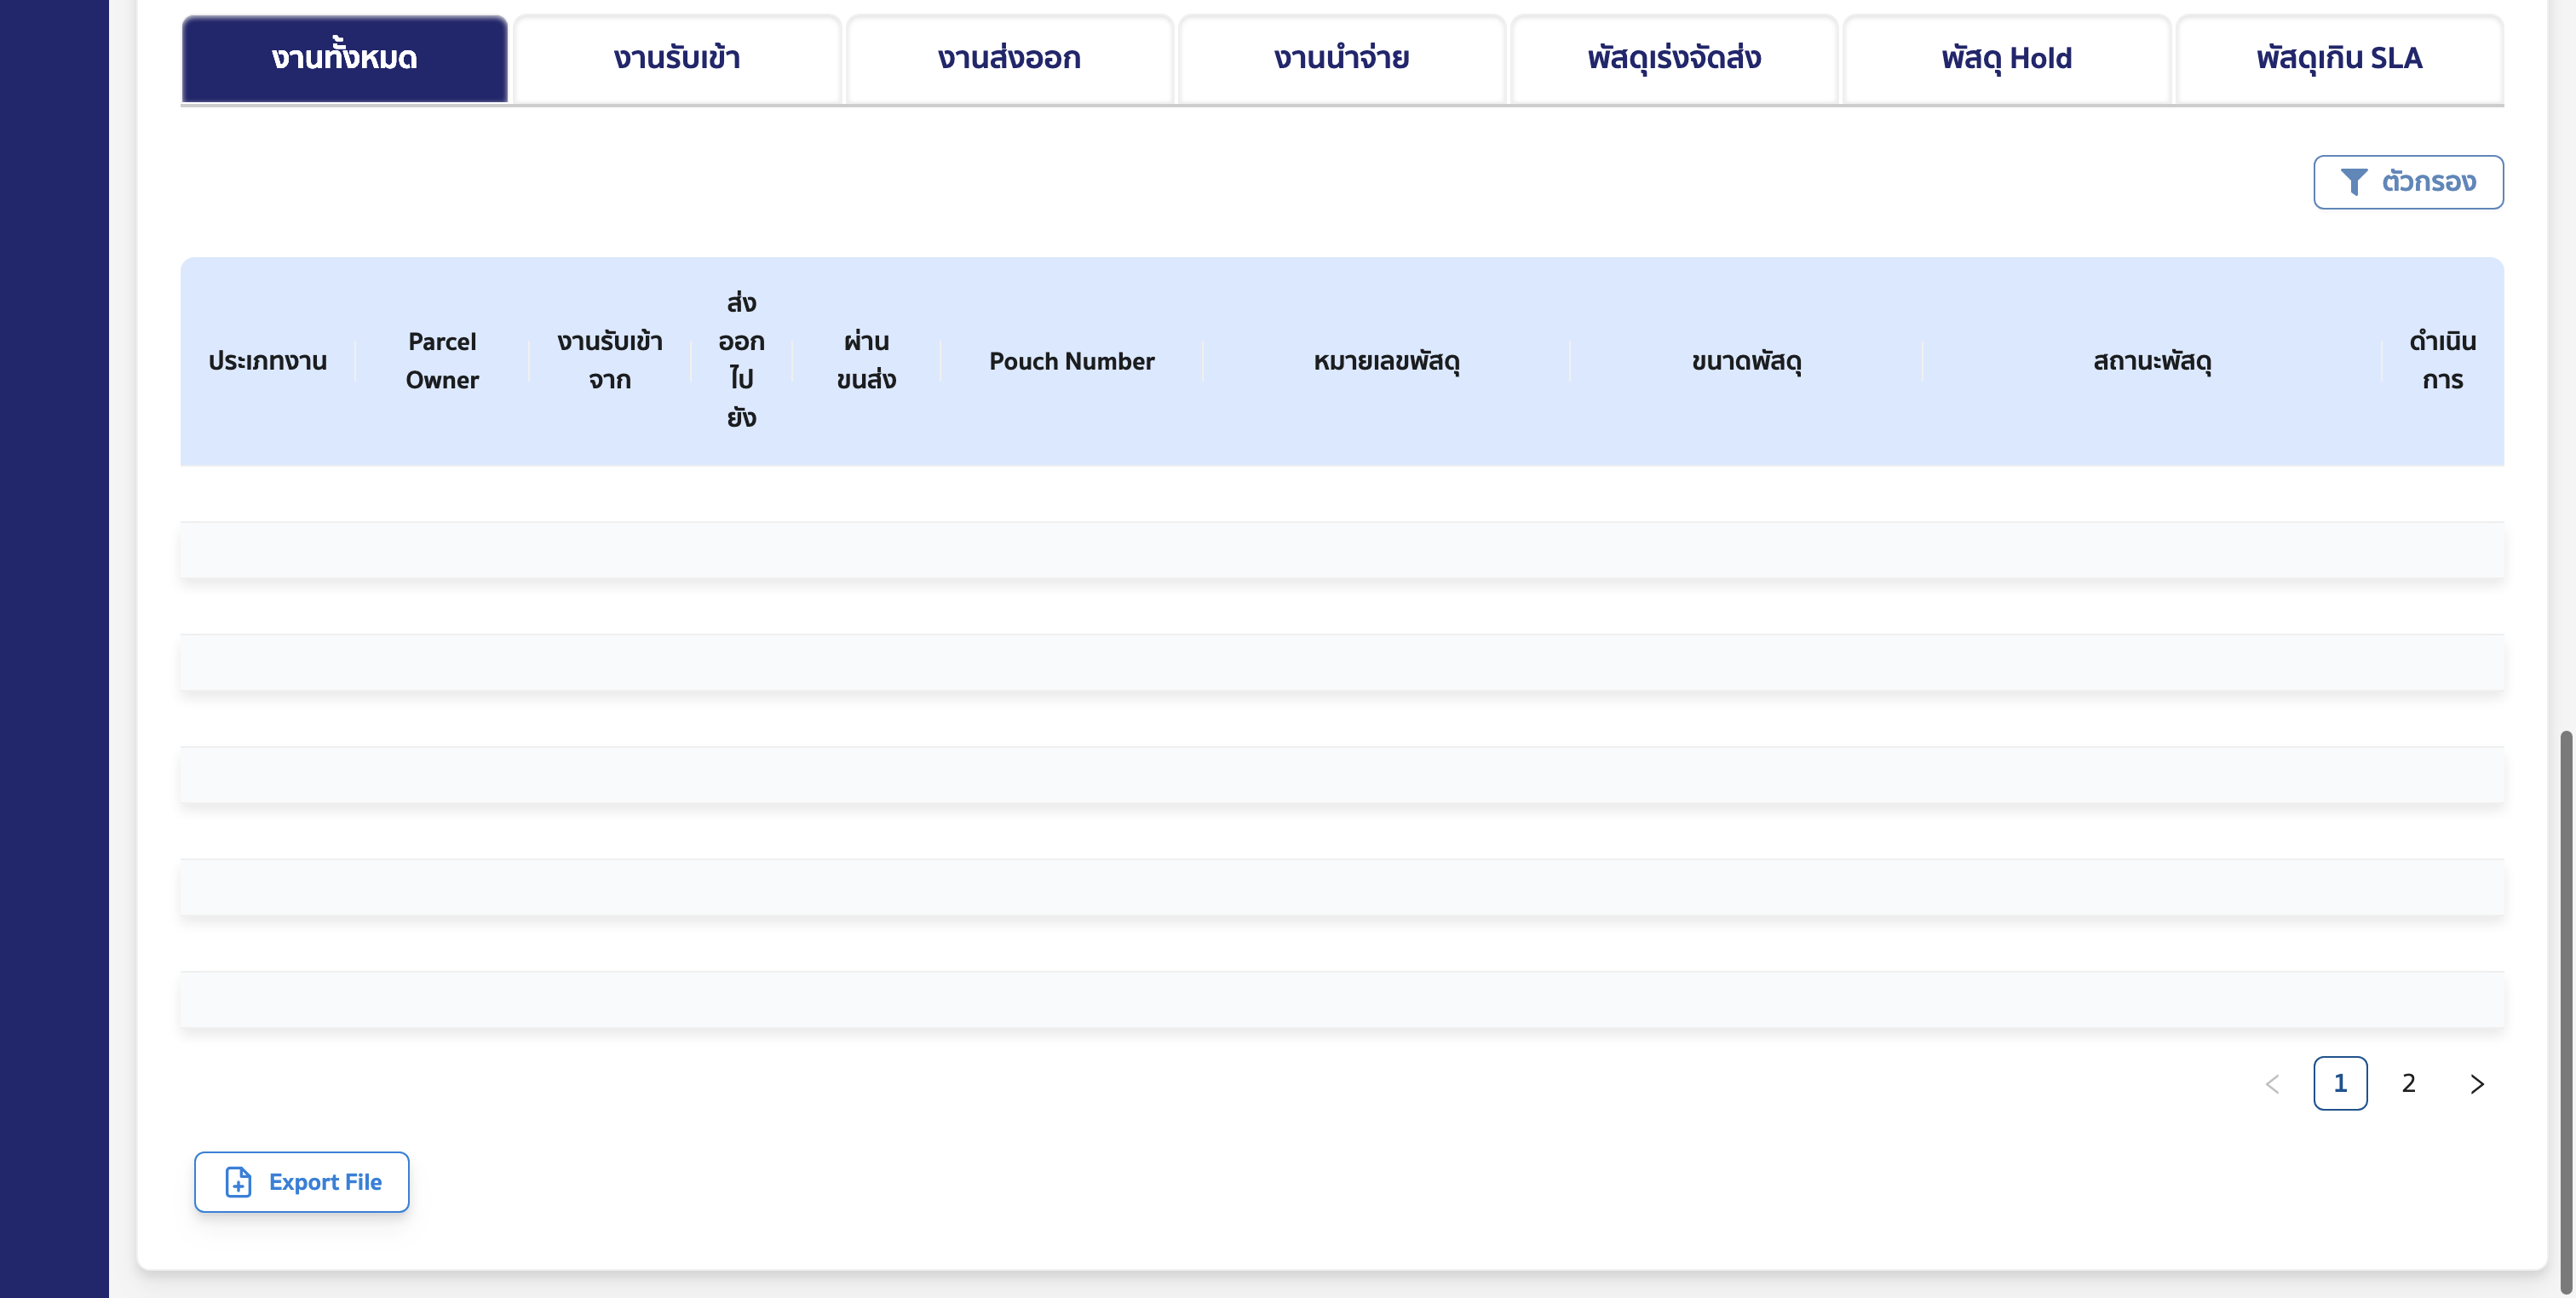 งานทั้งหมด
งานรับเข้า
งานส่งออก
งานนำจ่าย
พัสดุเร่งจัดส่ง
พัสดุ Hold
พัสดุเกิน SLA
ตัวกรอง
ประเภทงาน
Parcel
Owner
งานรับเข้า
จาก
ส่ง
ออก
ไป
ยัง
ผ่าน
ขนส่ง
Pouch Number
หมายเลขพัสดุ
ขนาดพัสดุ
สถานะพัสดุ
ดำเนิน
การ
1
2
Export File